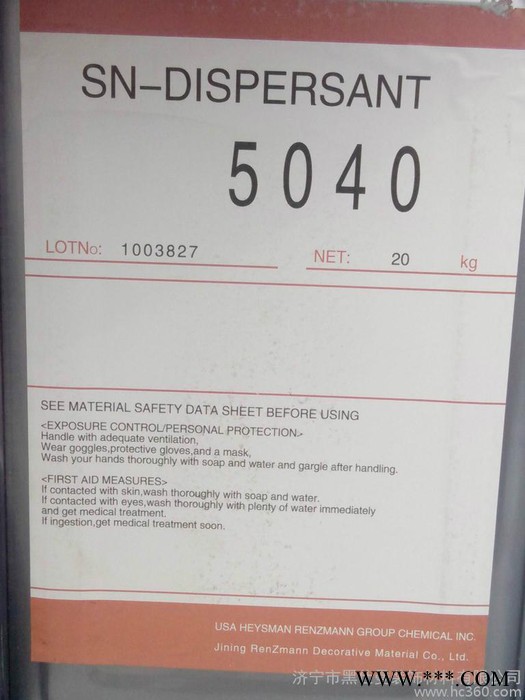 SN-DISPERSANT
5040
LOTNo: 1003827 NET: 20 kg
SEE MATERIAL SAFETY DATA SHEET BEFORE USING
<EXPOSURE CONTROL/PERSONAL PROTECTION>
Handle with adequate ventilation,
Wear goggles,protective gloves,and a mask,
Wash your hands thoroughly with soap and water and gargle after handling.
<FIRST AID MEASURES>
If contacted with skin,wash thoroughly with soap and water.
If contacted with eyes,wash thoroughly with plenty of water immediately
and get medical treatment.
If ingestion,get medical treatment soon.
USA HEYSMAN RENZMANN GROUP CHEMICAL INC.
Jining RenZmann Decorative Material Co., Ltd.
济宁市黑
司
www.***.com
www.hc360.com